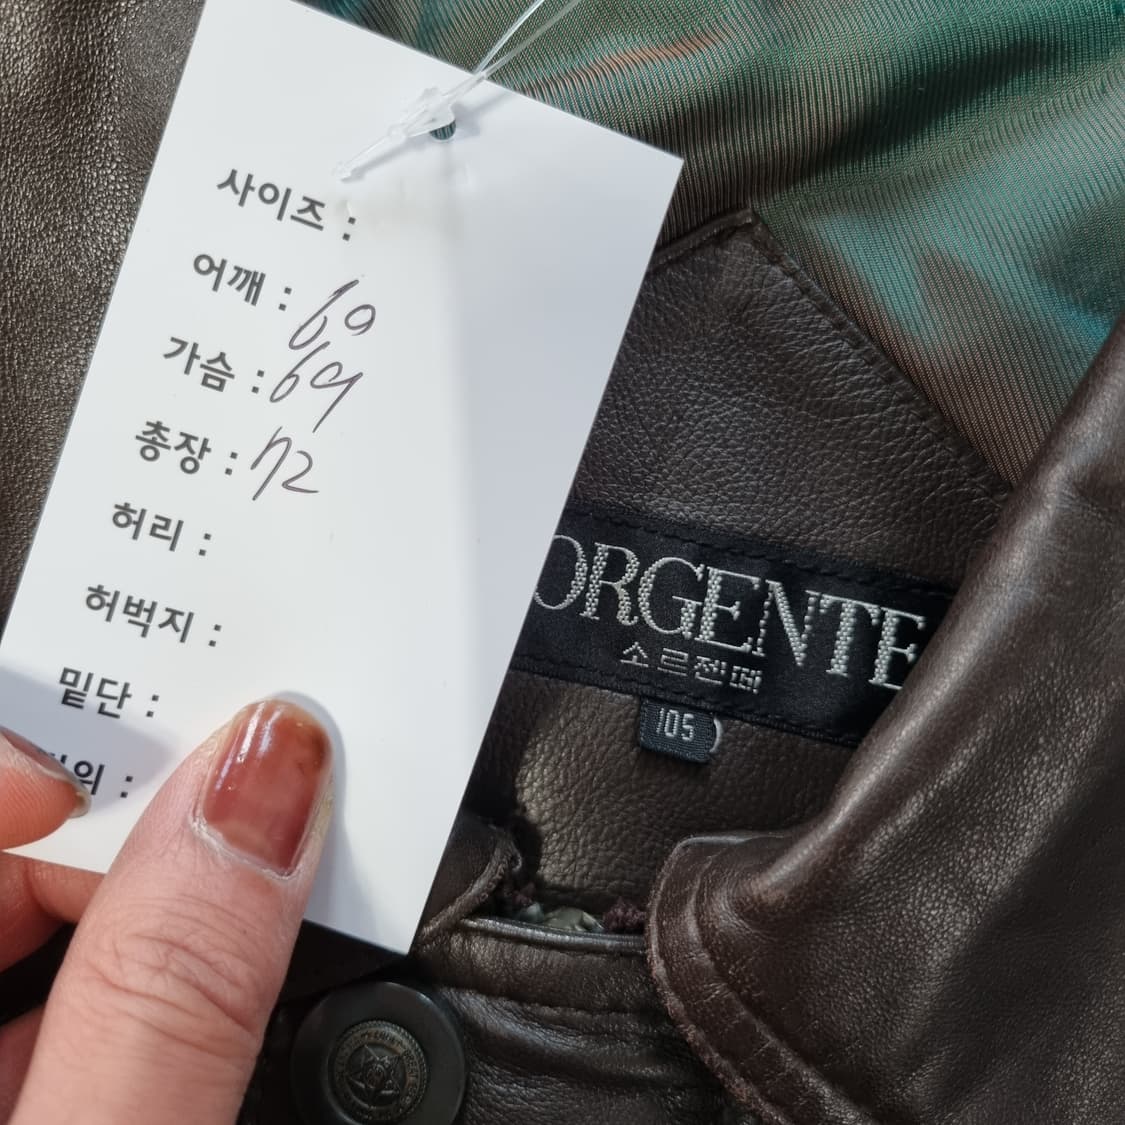 사이즈 :
어깨 : 60
가슴 : 69
총장 : 72
허리 :
허벅지 :
밑단 :
위 :
ORGENTE
소르젠떼
105